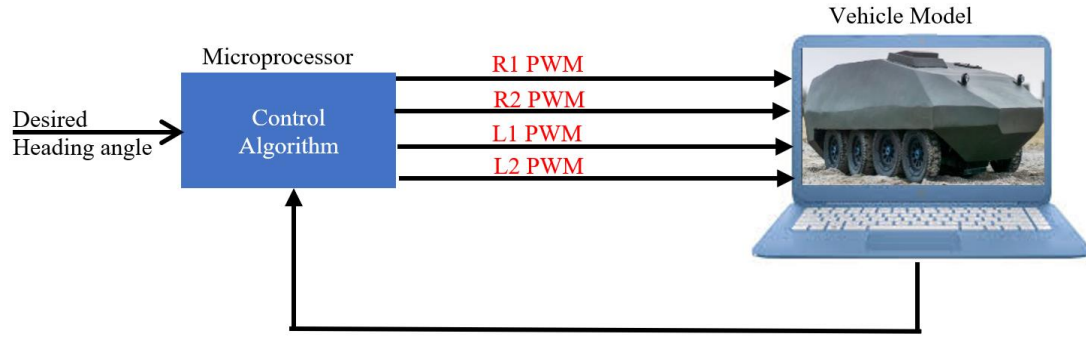 Vehicle Model
Microprocessor
R1 PWM
R2 PWM
Desired
Heading angle
Control
Algorithm
L1 PWM
L2 PWM